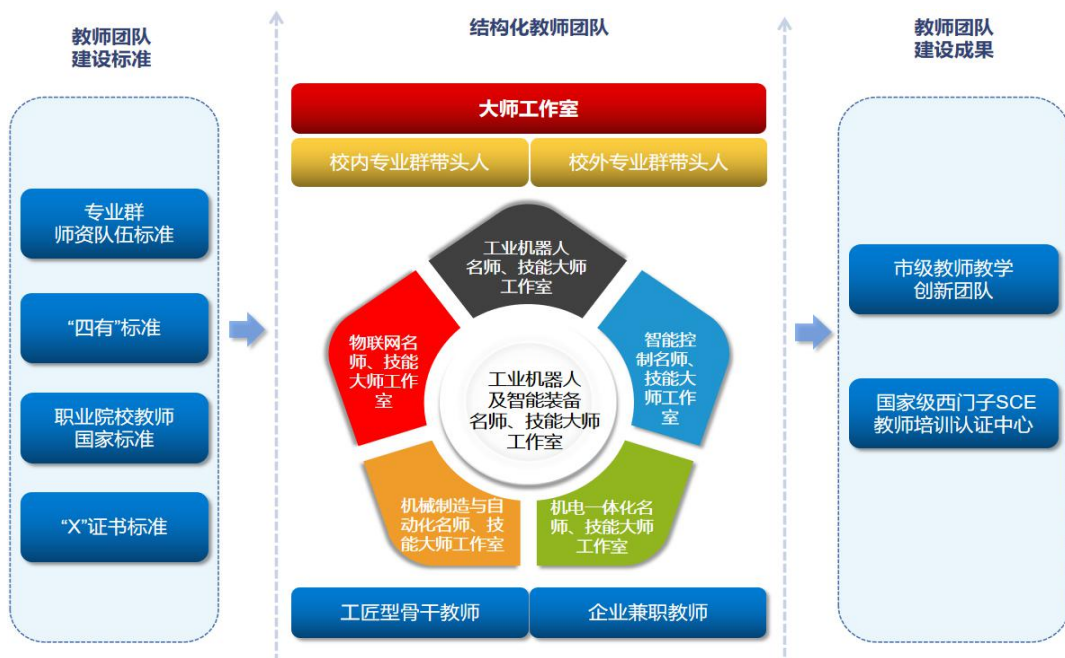 教师团队
建设标准
专业群
师资队伍标准
“四有”标准
职业院校教师
国家标准
“X”证书标准
结构化教师团队
大师工作室
校内专业群带头人
校外专业群带头人
工业机器人
名师、技能大师
工作室
物联网名
师、技能
大师工作
室
智能控
制名师、
技能大
师工作
室
工业机器人
及智能装备
名师、技能大师
工作室
机械制造与自
动化名师、技
能大师工作室
机电一体化名
师、技能大师
工作室
工匠型骨干教师
企业兼职教师
教师团队
建设成果
市级教师教学
创新团队
国家级西门子SCE
教师培训认证中心